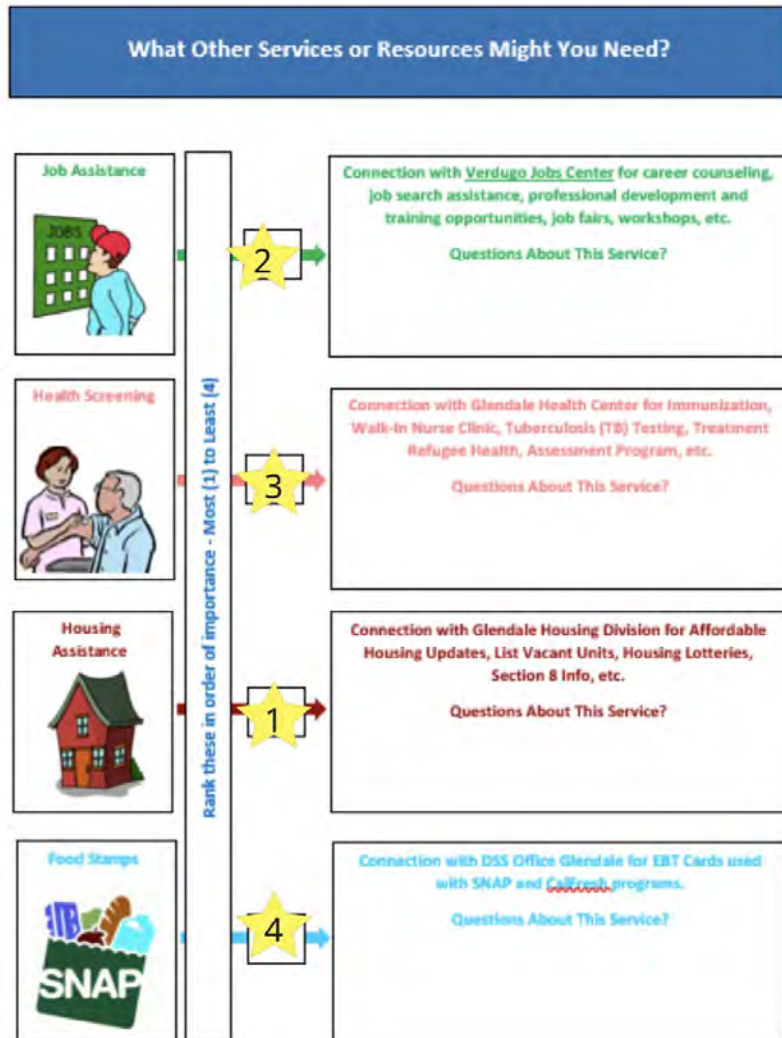 What Other Services or Resources Might You Need?
Job Assistance
JOBS
2
Connection with Verdugo Jobs Center for career counseling,
job search assistance, professional development and
training opportunities, job fairs, workshops, etc.
Questions About This Service?
Rank these in order of importance - Most (1) to Least (4)
Health Screening
3
Connection with Glendale Health Center for Immunization,
Walk-In Nurse Clinic, Tuberculosis (TB) Testing, Treatment
Refugee Health, Assessment Program, etc.
Questions About This Service?
Housing
Assistance
1
Connection with Glendale Housing Division for Affordable
Housing Updates, List Vacant Units, Housing Lotteries,
Section 8 Info, etc.
Questions About This Service?
Food Stamps
SNAP
4
Connection with DSS Office Glendale for EBT Cards used
with SNAP and CalFresh programs.
Questions About This Service?